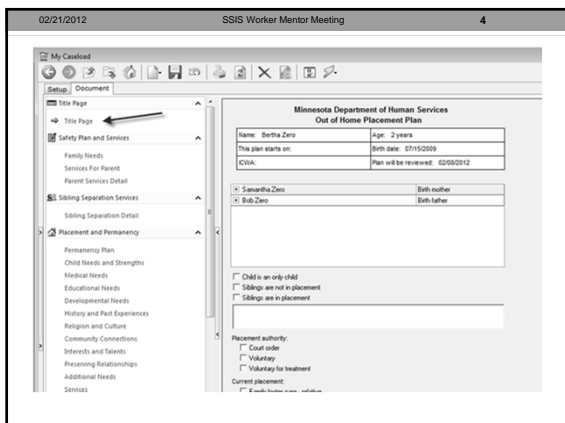 02/21/2012 SSIS Worker Mentor Meeting 4
My Caseload
Setup Document
Title Page
Title Page
Safety Plan and Services
Family Needs
Services For Parent
Parent Services Detail
Sibling Separation Services
Sibling Separation Detail
Placement and Permanency
Permanency Plan
Child Needs and Strengths
Medical Needs
Educational Needs
Developmental Needs
History and Past Experiences
Religion and Culture
Community Connections
Interests and Talents
Preserving Relationships
Additional Needs
Services
Minnesota Department of Human Services
Out of Home Placement Plan
Name: Bertha Zero Age: 2 years
This plan starts on: Birth date: 07/15/2009
ICWA: Plan will be reviewed: 02/08/2012
Samantha Zero Birth mother
Bob Zero Birth father
Child is an only child
Siblings are not in placement
Siblings are in placement
Placement authority:
Court order
Voluntary
Voluntary for treatment
Current placement:
Family foster care - relative